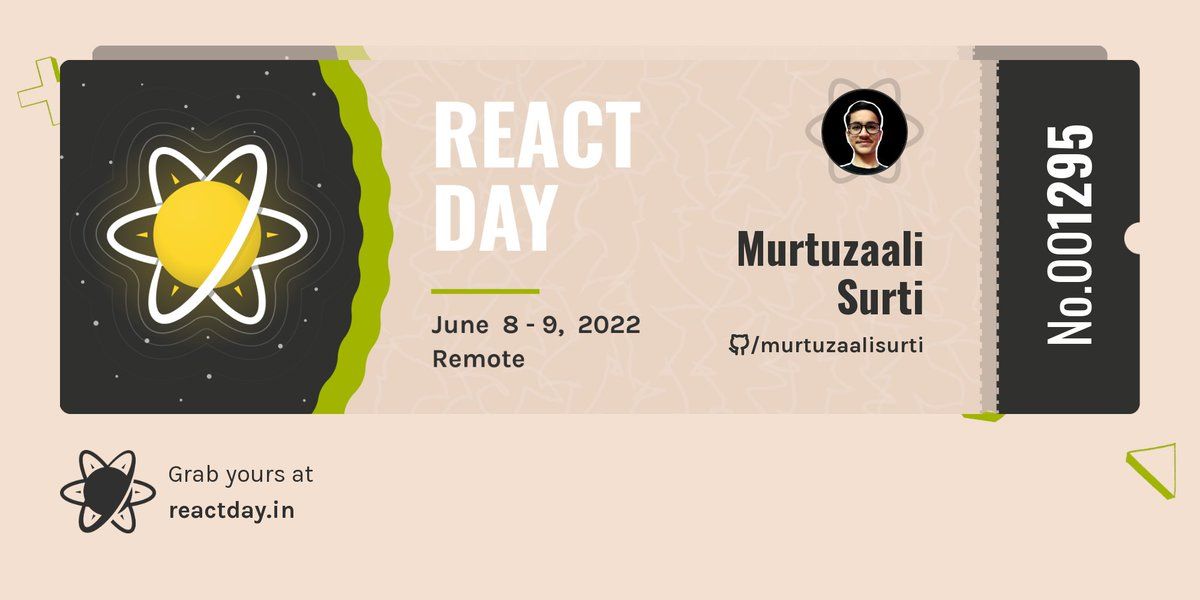 REACT
DAY
June 8 - 9, 2022
Remote
Murtuzaali
Surti
/murtuzaalisurti
No.001295
Grab yours at
reactday.in